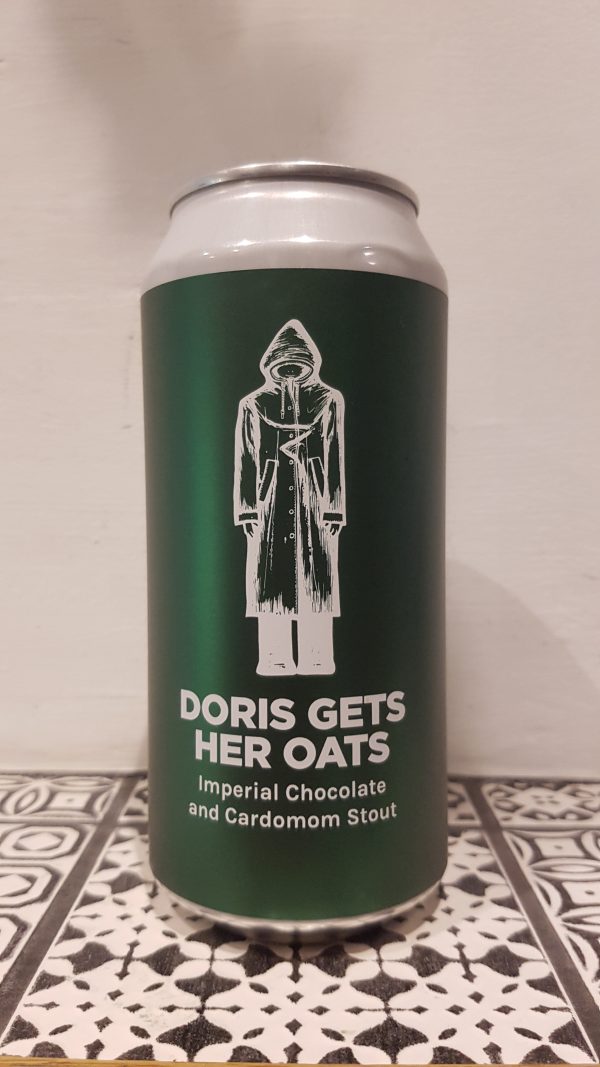 DORIS GETS
HER OATS
Imperial Chocolate
and Cardomom Stout